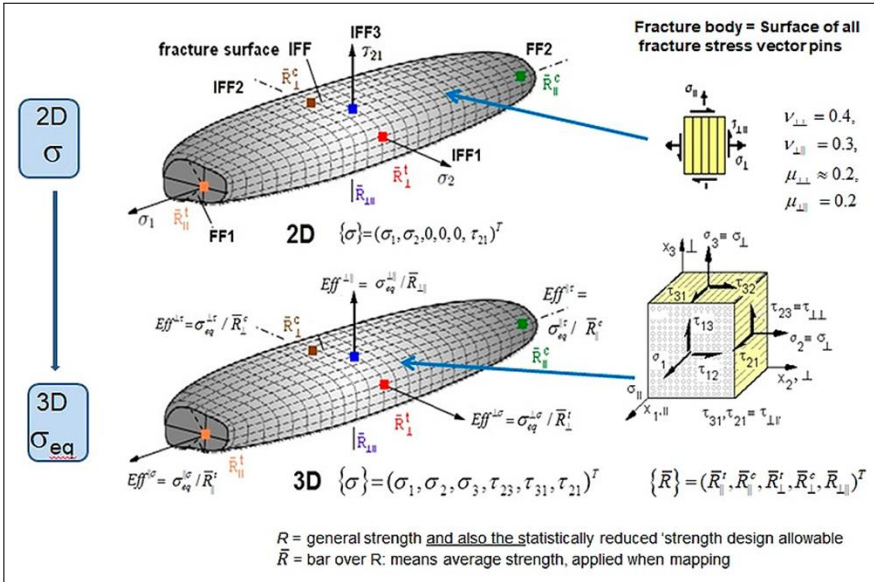 Fracture body = Surface of all
fracture stress vector pins
fracture surface
IFF
IFF3
τ₂₁
FF2
R̄∥ᶜ
IFF2
R̄⊥ᶜ
2D
σ
σ∥
τ⊥∥
σ⊥
ν⊥⊥ = 0.4,
ν⊥∥ = 0.3,
μ⊥⊥ ≈ 0.2,
μ⊥∥ = 0.2
IFF1
R̄⊥ᵗ
σ₂
R̄⊥∥
σ₁
R̄∥ᵗ
FF1
2D {σ}=(σ₁,σ₂,0,0,0, τ₂₁)ᵀ
Eff^⊥∥ = σeq^⊥∥/R̄⊥∥
Eff^∥τ =
σeq^∥τ / R̄∥ᶜ
Eff^⊥τ = σeq^⊥τ / R̄⊥ᶜ
R̄⊥ᶜ
R̄∥ᶜ
x₃,⊥
σ₃=σ⊥
τ₃₁
τ₃₂
τ₂₃=τ⊥⊥
τ₁₃
σ₂=σ⊥
σ₁
τ₂₁
τ₁₂
x₂,⊥
σ∥
x₁,∥
τ₃₁,τ₂₁=τ⊥∥
3D
σeq
R̄⊥ᵗ
R̄⊥∥
R̄∥ᵗ
Eff^⊥σ = σeq^⊥σ/R̄⊥ᵗ
Eff^∥σ = σeq^∥σ/R̄∥ᵗ
3D {σ}=(σ₁,σ₂,σ₃,τ₂₃,τ₃₁,τ₂₁)ᵀ
{R̄}=(R̄∥ᵗ,R̄∥ᶜ,R̄⊥ᵗ,R̄⊥ᶜ,R̄⊥∥)ᵀ
R = general strength and also the statistically reduced 'strength design allowable
R̄ = bar over R: means average strength, applied when mapping